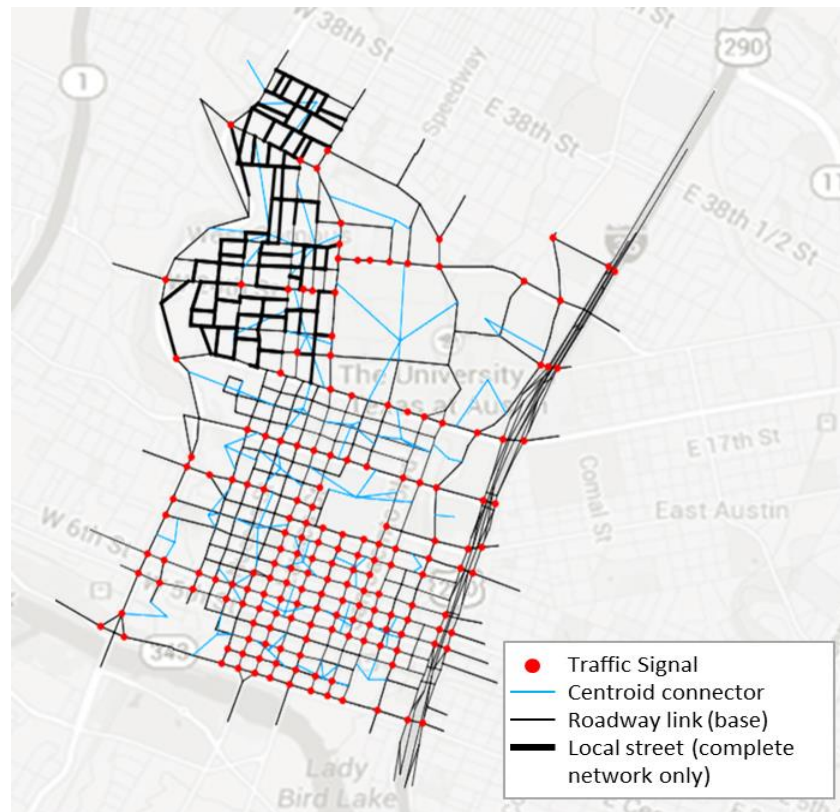 W 38th St
290
1
Speedway
E 38th St
11
E 38th 1/2 St
The University
Texas at Austin
E 17th St
Comal St
East Austin
W 6th St
W 5th St
343
Traffic Signal
Centroid connector
Roadway link (base)
Local street (complete
network only)
Lady
Bird Lake